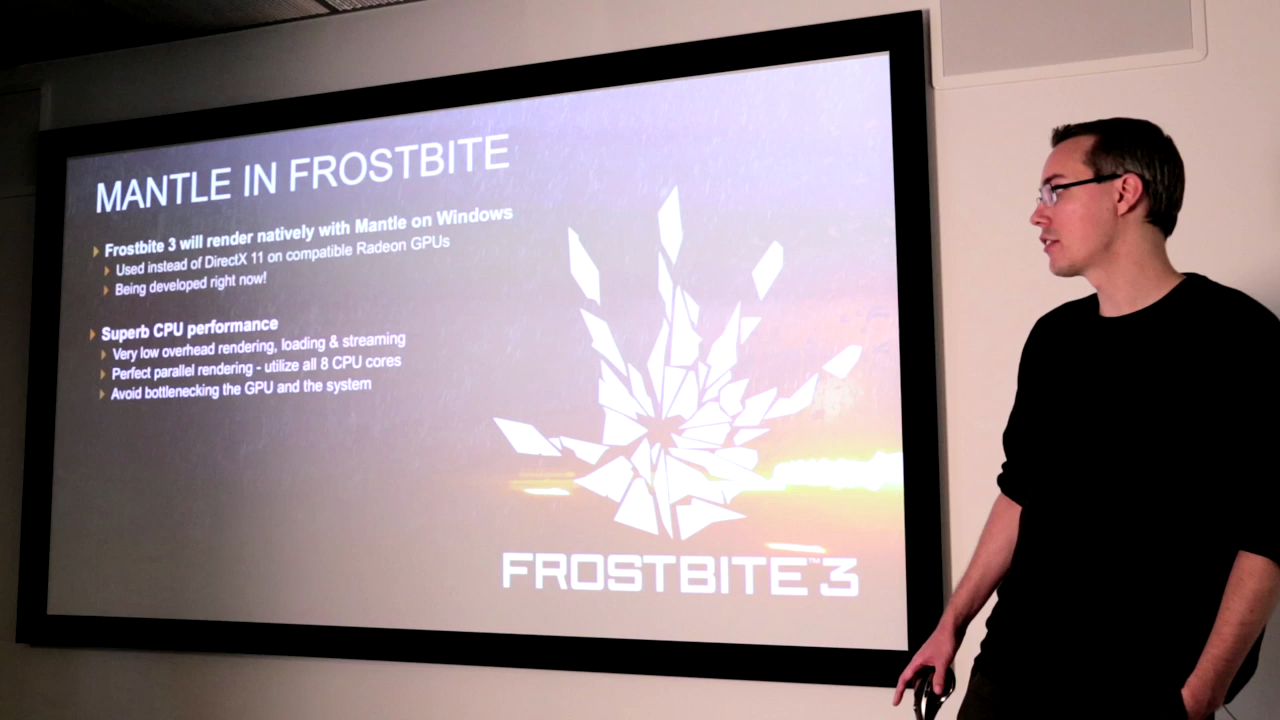 MANTLE IN FROSTBITE
Frostbite 3 will render natively with Mantle on Windows
Used instead of DirectX 11 on compatible Radeon GPUs
Being developed right now!
Superb CPU performance
Very low overhead rendering, loading & streaming
Perfect parallel rendering - utilize all 8 CPU cores
Avoid bottlenecking the GPU and the system
FROSTBITE™ 3